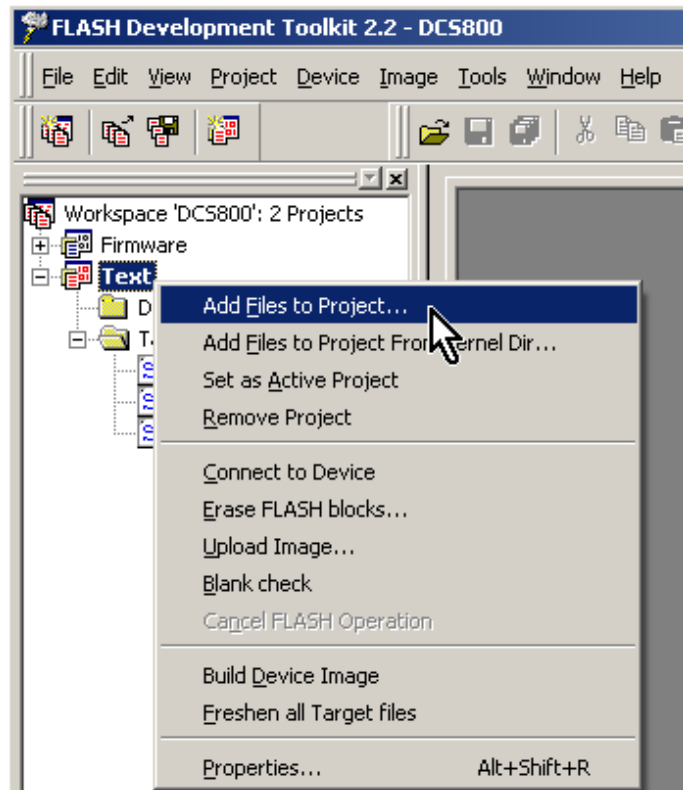 FLASH Development Toolkit 2.2 - DCS800
File Edit View Project Device Image Tools Window Help
Workspace 'DCS800': 2 Projects
Firmware
Text
D
Add Files to Project...
Add Files to Project From Kernel Dir...
Set as Active Project
Remove Project
Connect to Device
Erase FLASH blocks...
Upload Image...
Blank check
Cancel FLASH Operation
Build Device Image
Freshen all Target files
Properties... Alt+Shift+R